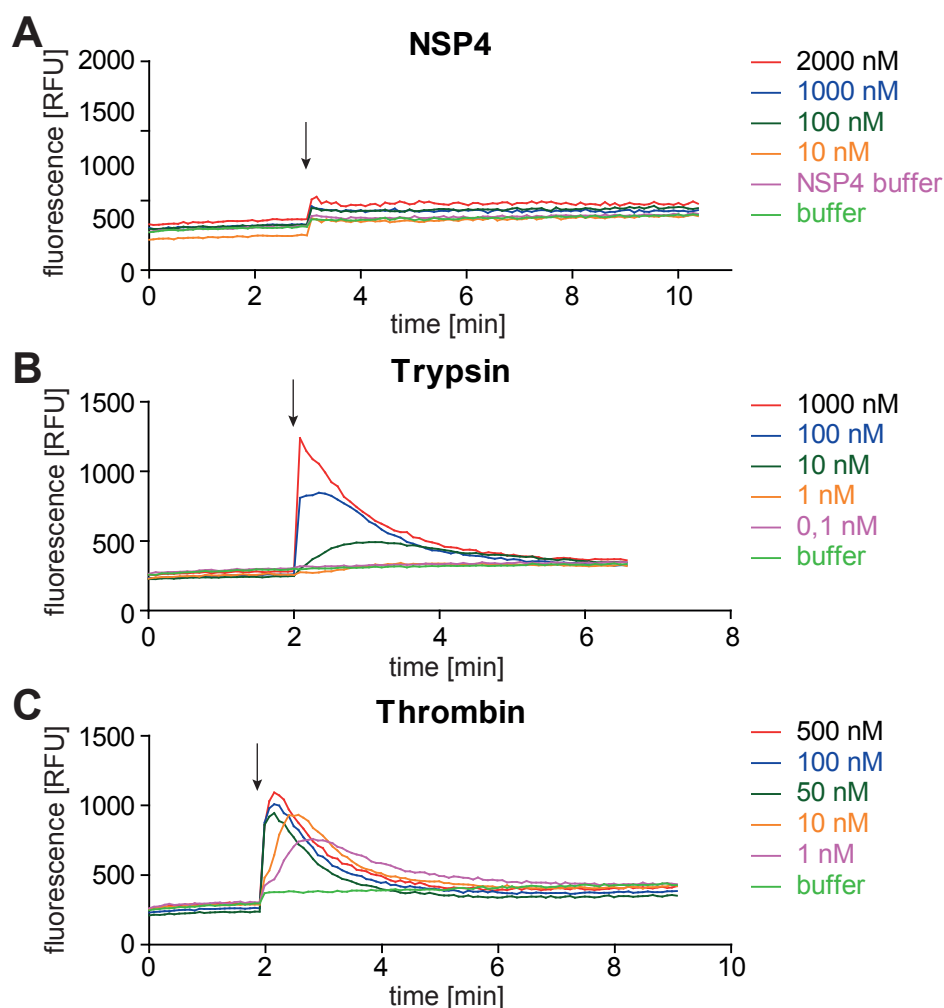 A
NSP4
fluorescence [RFU]
2000
1500
1000
500
0
0 2 4 6 8 10
time [min]
2000 nM
1000 nM
100 nM
10 nM
NSP4 buffer
buffer
B
Trypsin
fluorescence [RFU]
1500
1000
500
0
0 2 4 6 8
time [min]
1000 nM
100 nM
10 nM
1 nM
0,1 nM
buffer
C
Thrombin
fluorescence [RFU]
1500
1000
500
0
0 2 4 6 8 10
time [min]
500 nM
100 nM
50 nM
10 nM
1 nM
buffer